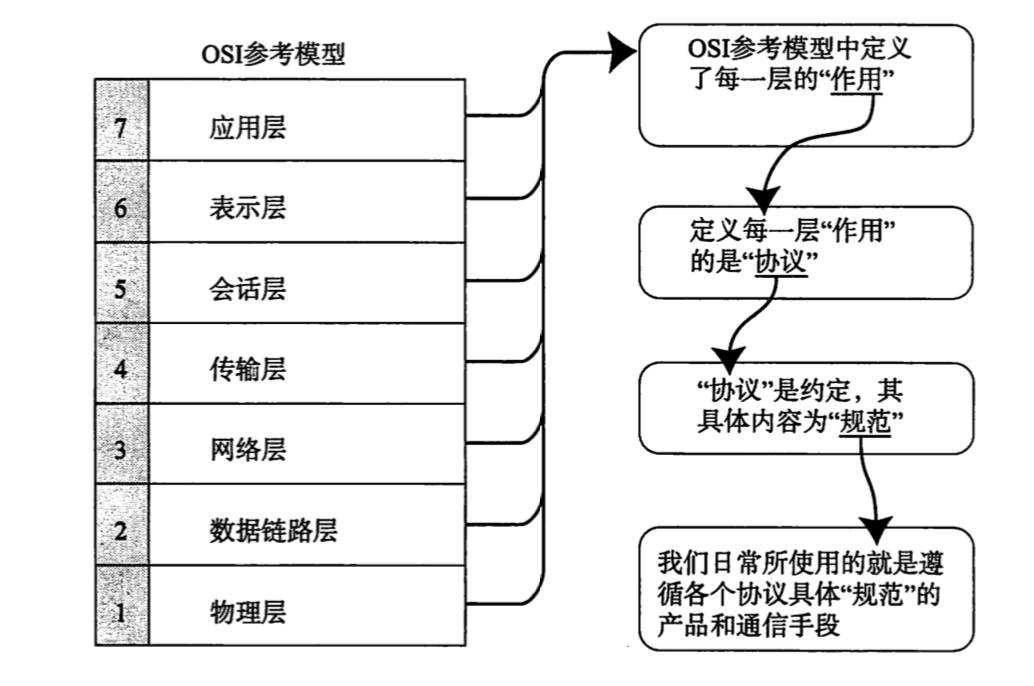 OSI参考模型
7 应用层
6 表示层
5 会话层
4 传输层
3 网络层
2 数据链路层
1 物理层
OSI参考模型中定义
了每一层的“作用”
定义每一层“作用”
的是“协议”
“协议”是约定，其
具体内容为“规范”
我们日常所使用的就是遵
循各个协议具体“规范”的
产品和通信手段